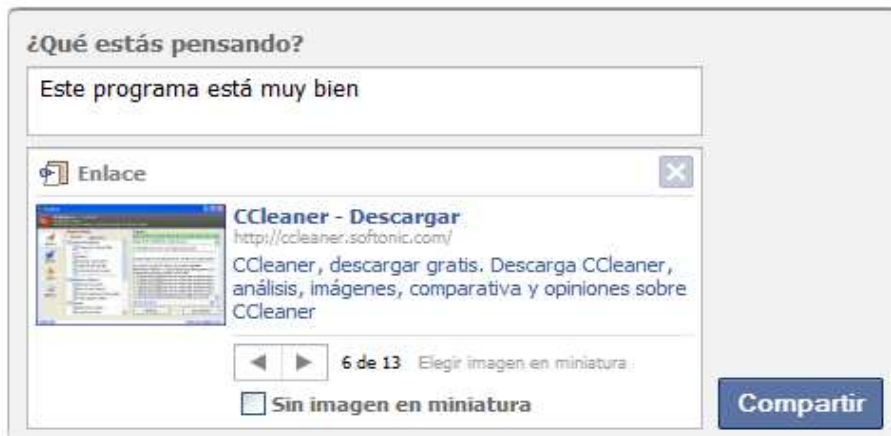 ¿Qué estás pensando?
Este programa está muy bien
Enlace
CCleaner - Descargar
http://ccleaner.softonic.com/
CCleaner, descargar gratis. Descarga CCleaner,
análisis, imágenes, comparativa y opiniones sobre
CCleaner
6 de 13 Elegir imagen en miniatura
Sin imagen en miniatura
Compartir